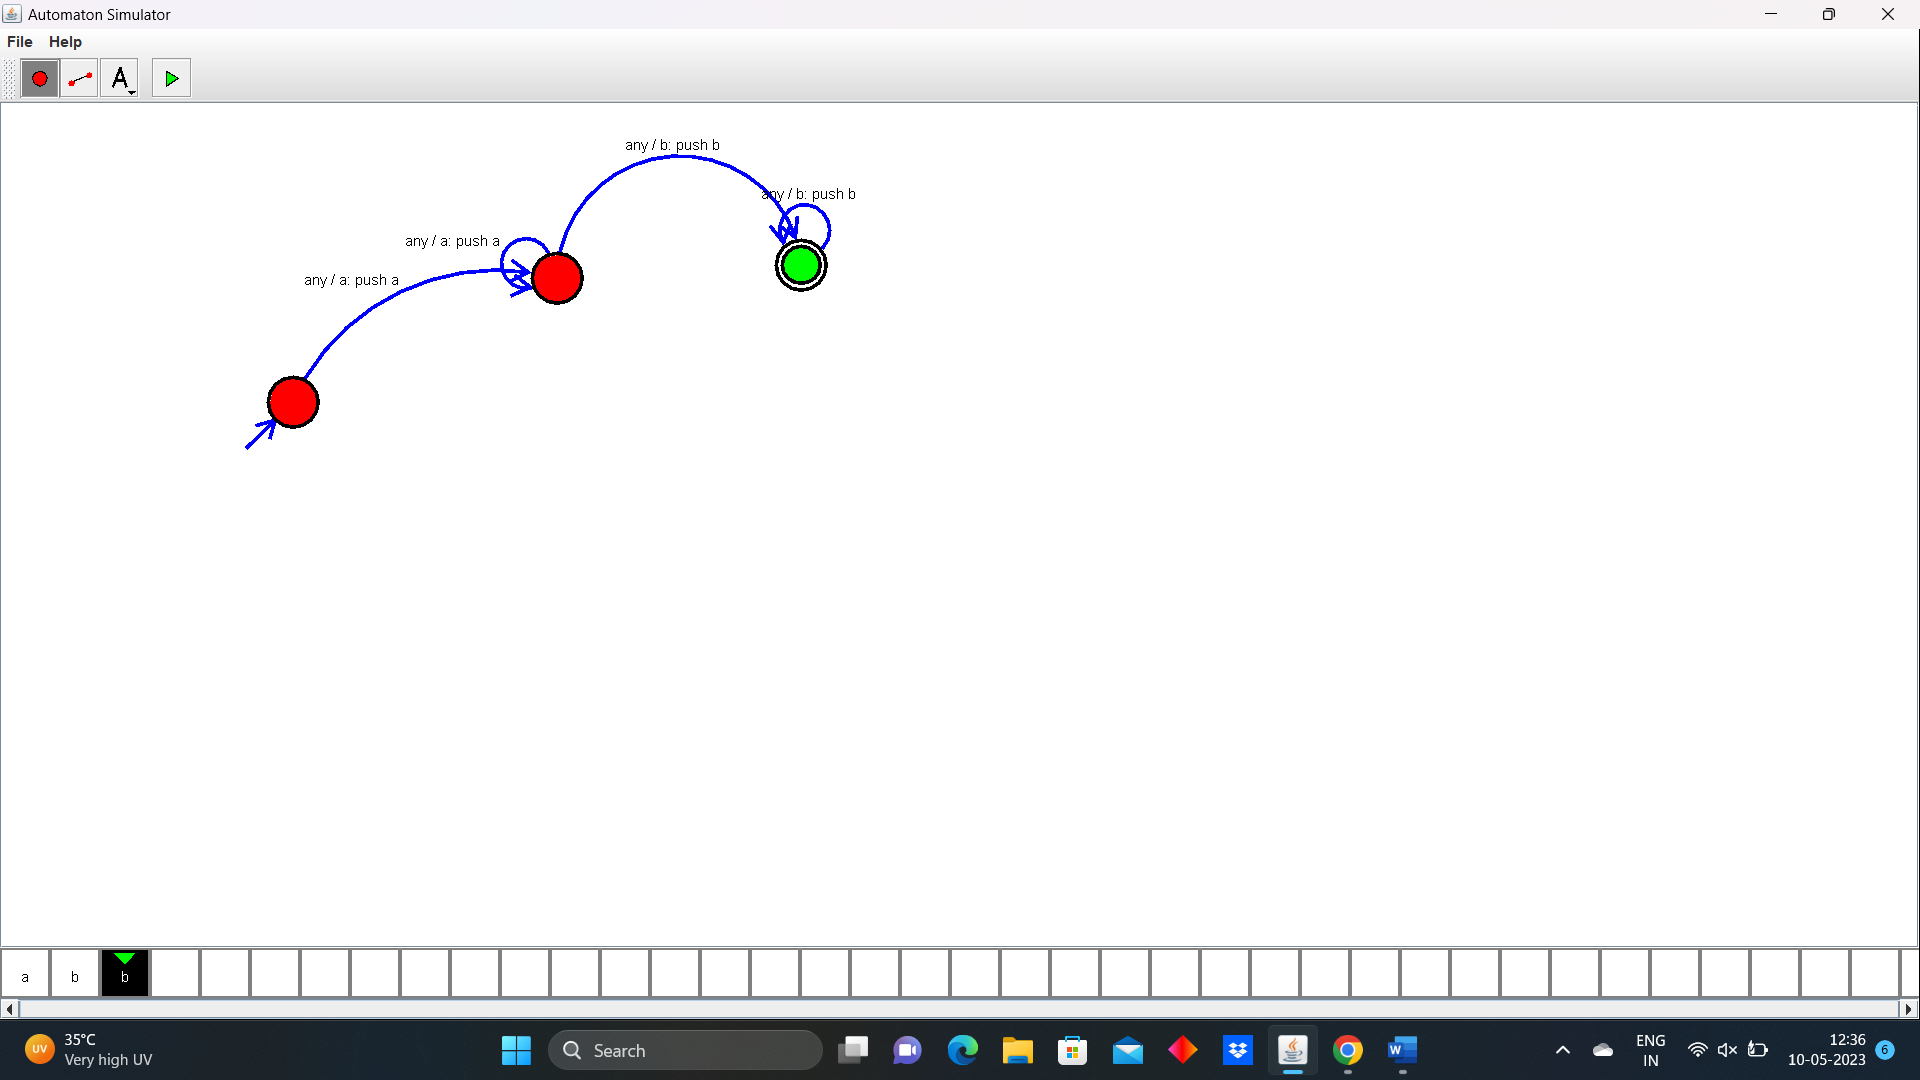 Automaton Simulator
File Help
A
any / b: push b
any / b: push b
any / a: push a
any / a: push a
a b b
UV
35°C
Very high UV
Search
W
ENG
IN
12:36
10-05-2023
6